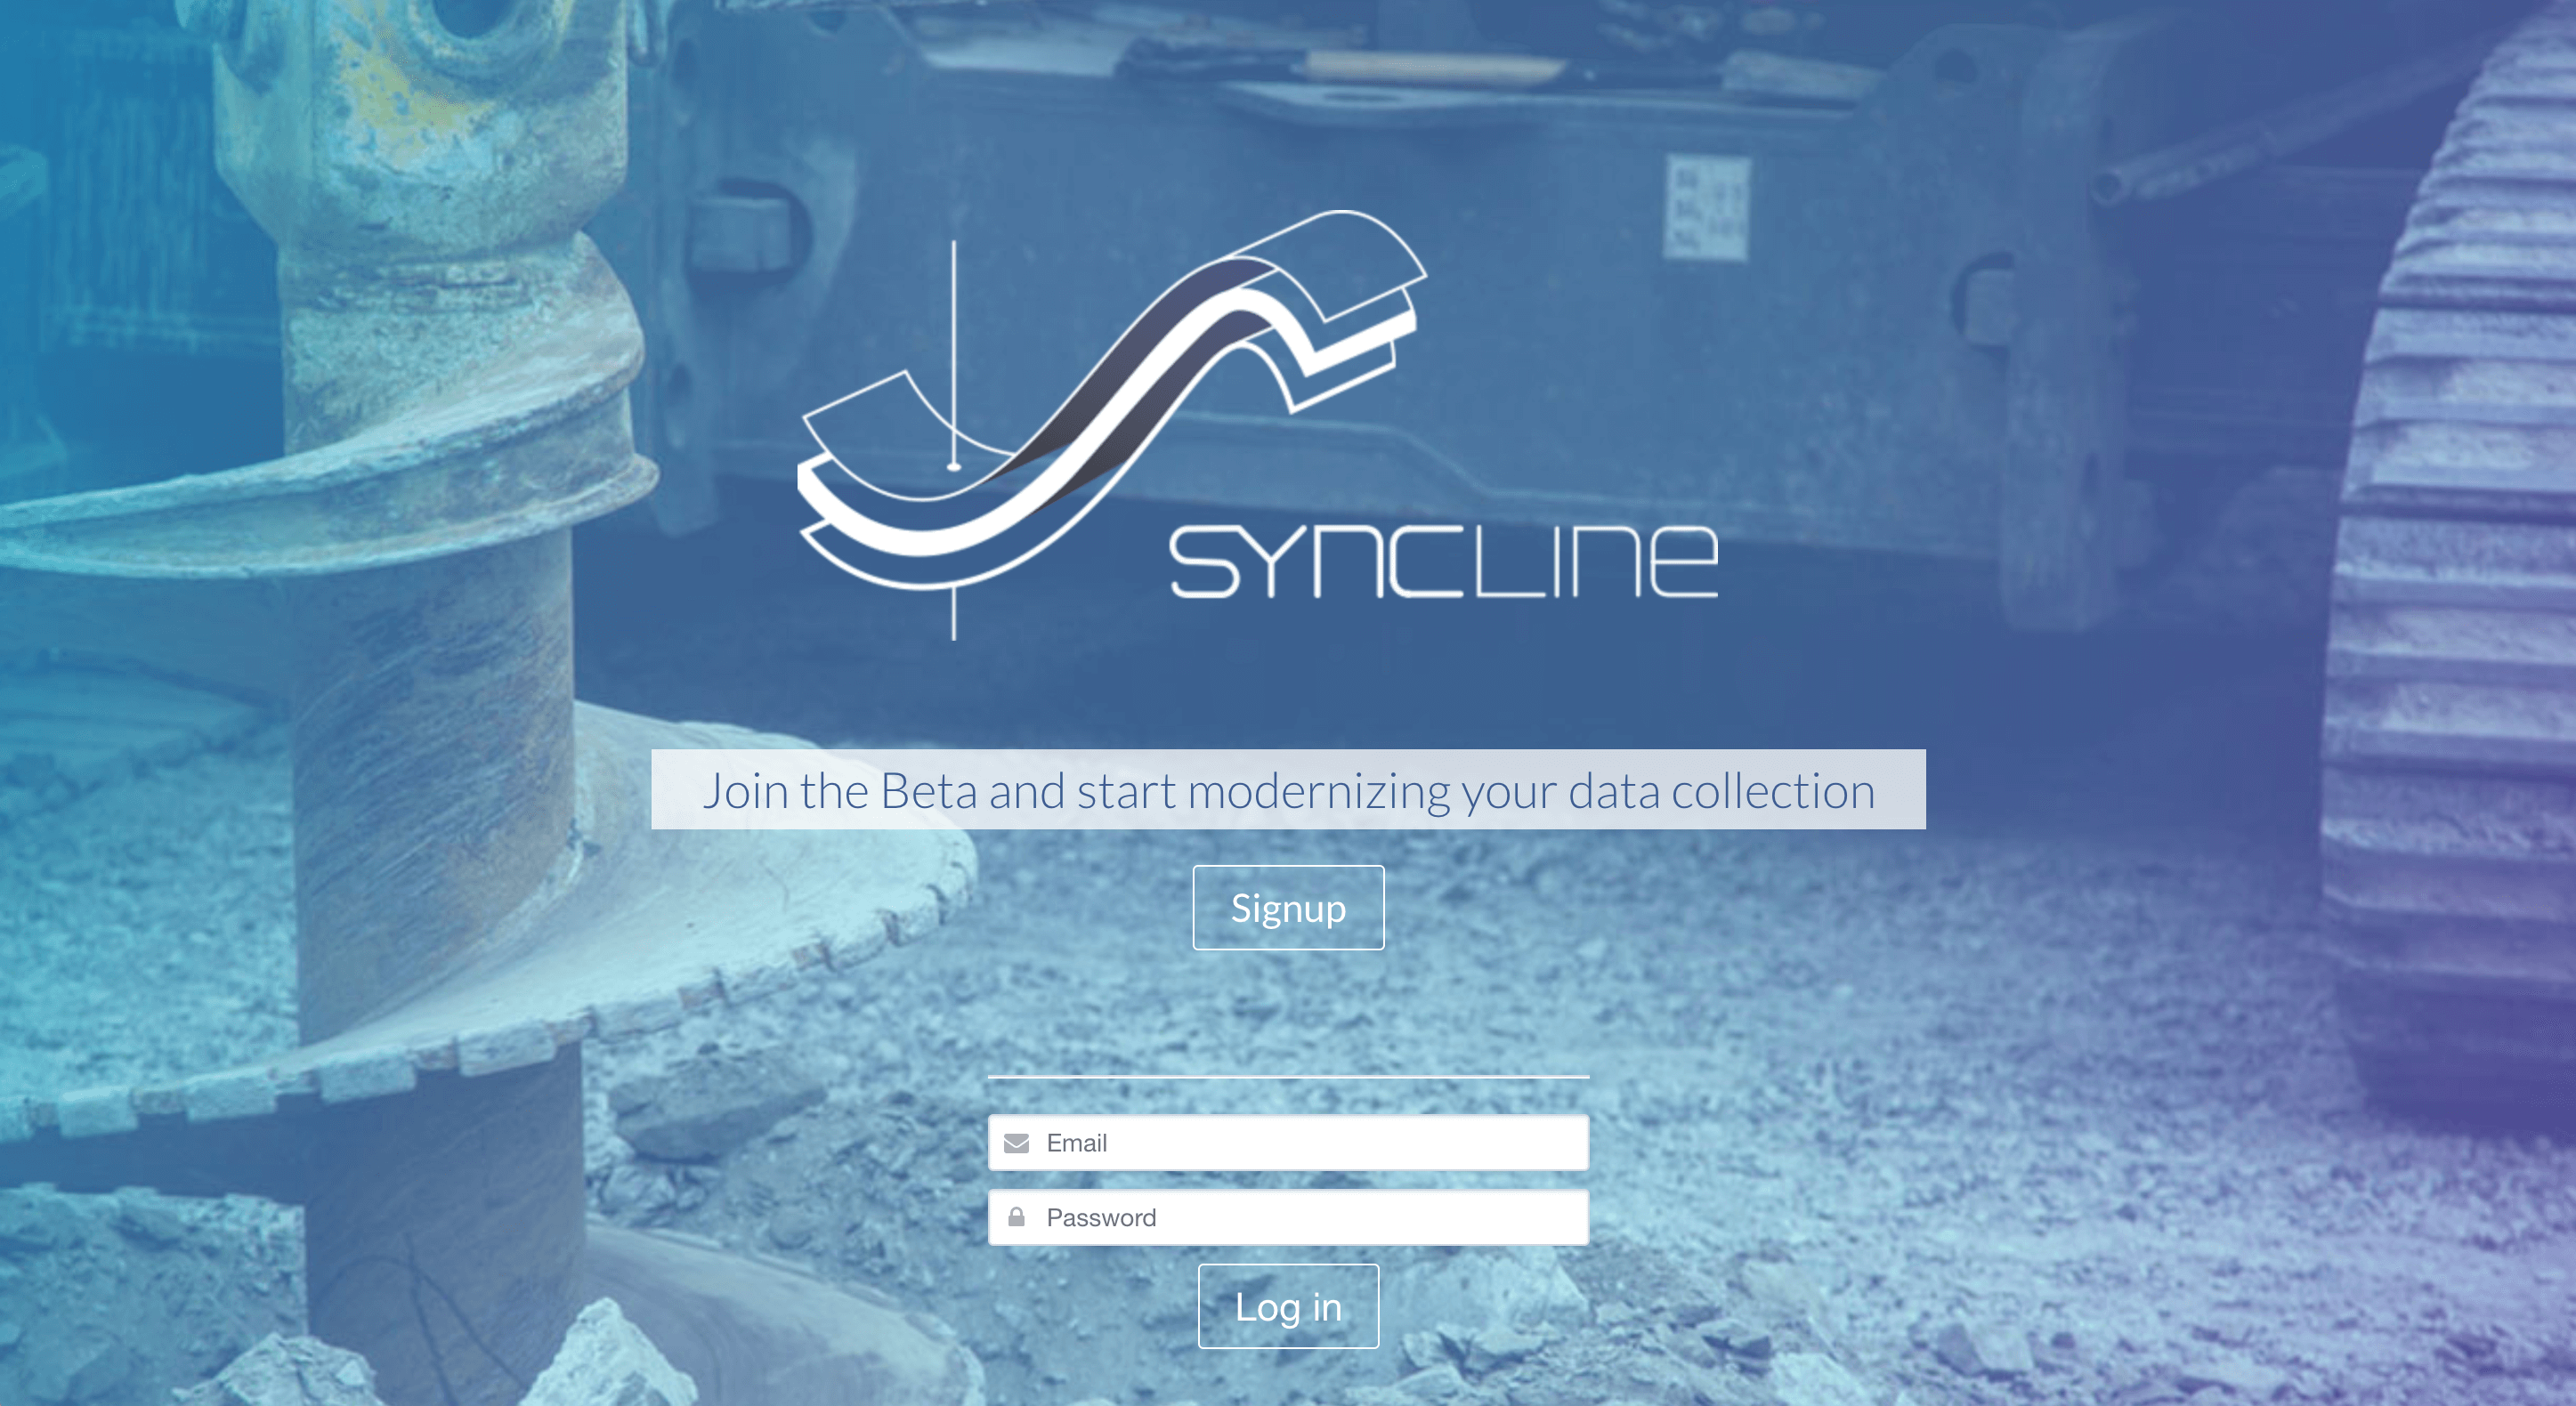 SYNCLINE
Join the Beta and start modernizing your data collection
Signup
Email
Password
Log in